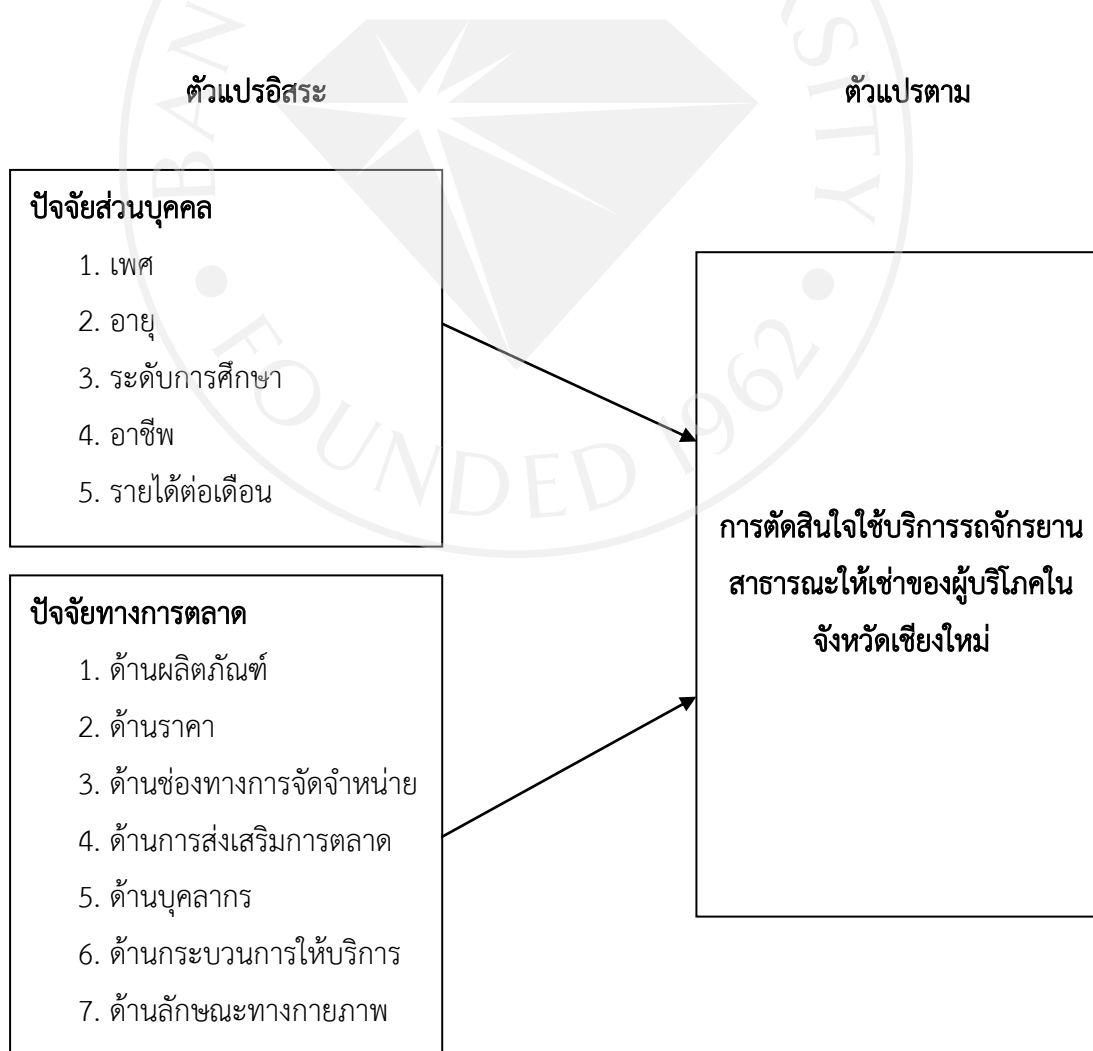 ตัวแปรอิสระ
ตัวแปรตาม
ปัจจัยส่วนบุคคล
1. เพศ
2. อายุ
3. ระดับการศึกษา
4. อาชีพ
5. รายได้ต่อเดือน
ปัจจัยทางการตลาด
1. ด้านผลิตภัณฑ์
2. ด้านราคา
3. ด้านช่องทางการจัดจำหน่าย
4. ด้านการส่งเสริมการตลาด
5. ด้านบุคลากร
6. ด้านกระบวนการให้บริการ
7. ด้านลักษณะทางกายภาพ
การตัดสินใจใช้บริการรถจักรยาน
สาธารณะให้เช่าของผู้บริโภคใน
จังหวัดเชียงใหม่
FOUNDED 1962